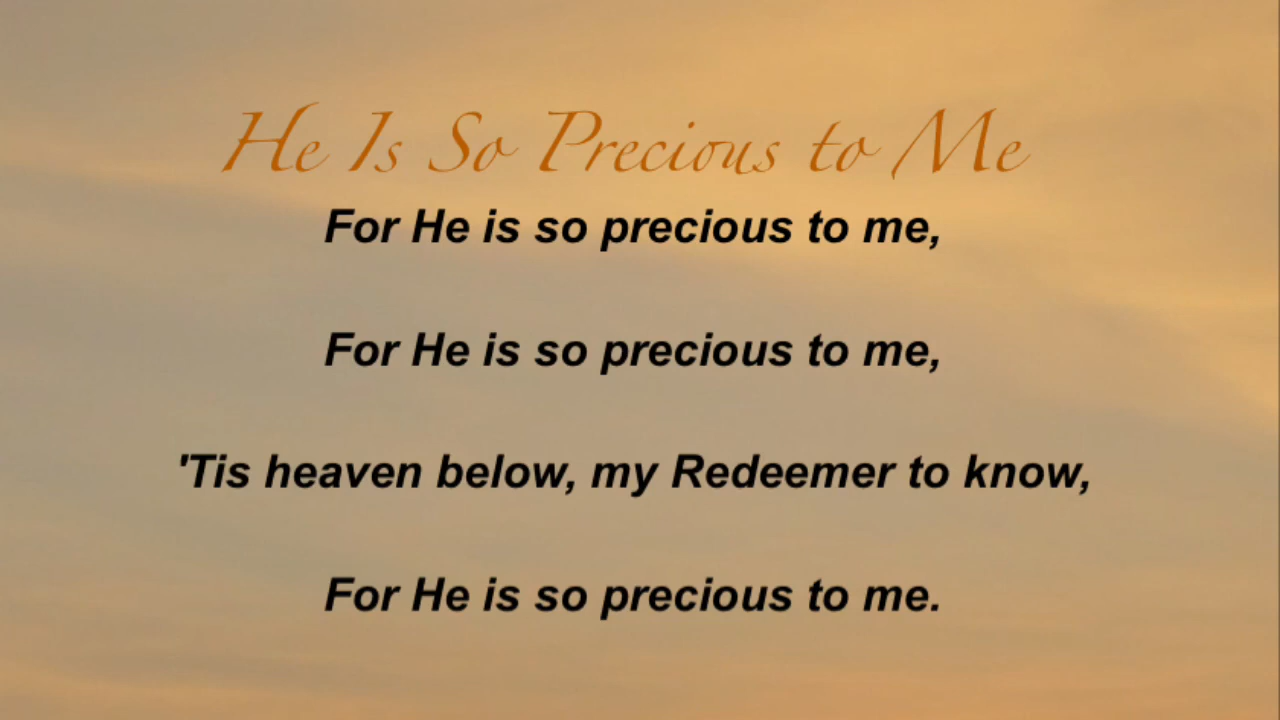 He Is So Precious to Me
For He is so precious to me,
For He is so precious to me,
'Tis heaven below, my Redeemer to know,
For He is so precious to me.